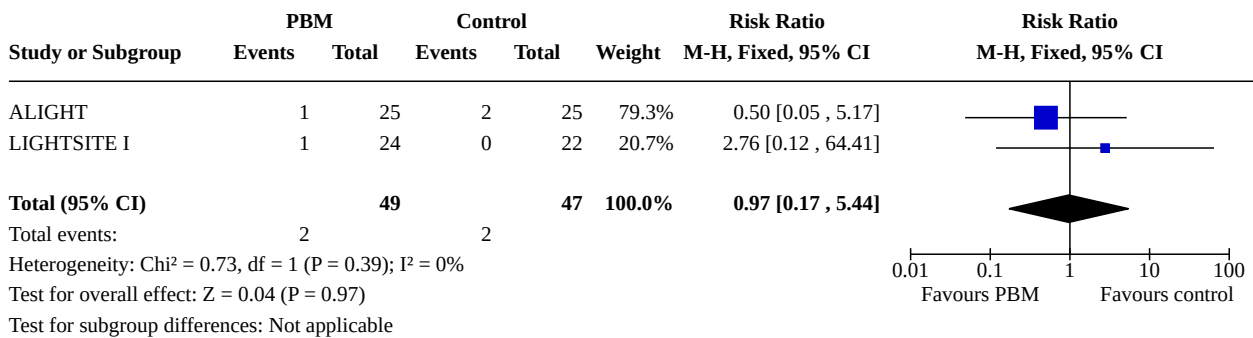 PBM Control Risk Ratio Risk Ratio
Study or Subgroup Events Total Events Total Weight M-H, Fixed, 95% CI M-H, Fixed, 95% CI
ALIGHT 1 25 2 25 79.3% 0.50 [0.05 , 5.17]
LIGHTSITE I 1 24 0 22 20.7% 2.76 [0.12 , 64.41]
Total (95% CI) 49 47 100.0% 0.97 [0.17 , 5.44]
Total events: 2 2
Heterogeneity: Chi² = 0.73, df = 1 (P = 0.39); I² = 0%
Test for overall effect: Z = 0.04 (P = 0.97)
Test for subgroup differences: Not applicable
0.01 0.1 1 10 100
Favours PBM Favours control